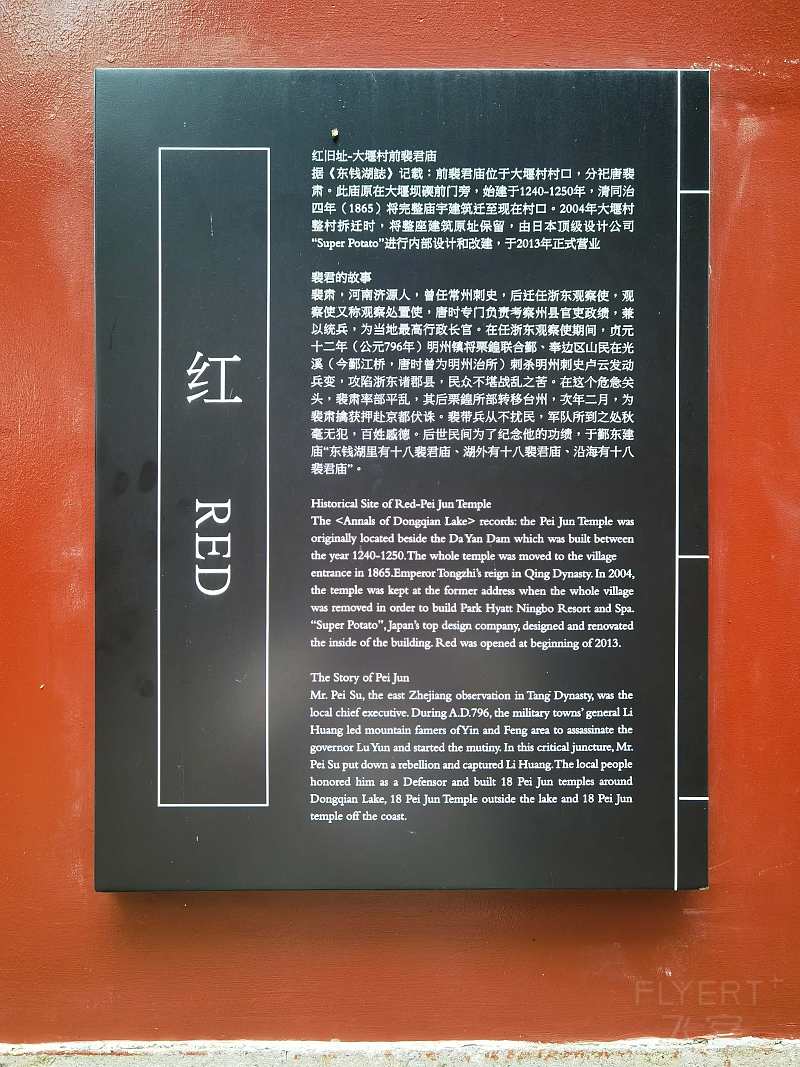 红
RED
红旧址-大堰村前裴君庙
据《东钱湖誌》记载：前裴君庙位于大堰村村口，分祀唐裴
肃。此庙原在大堰坝碶前门旁，始建于1240-1250年，清同治
四年（1865）将完整庙宇建筑迁至现在村口。2004年大堰村
整村拆迁时，将整座建筑原址保留，由日本顶级设计公司
“Super Potato”进行内部设计和改建，于2013年正式营业
裴君的故事
裴肃，河南济源人，曾任常州刺史，后迁任浙东观察使，观
察使又称观察处置使，唐时专门负责考察州县官吏政绩，兼
以统兵，为当地最高行政长官。在任浙东观察使期间，贞元
十二年（公元796年）明州镇将栗鍠联合鄞、奉边区山民在光
溪（今鄞江桥，唐时曾为明州治所）刺杀明州刺史卢云发动
兵变，攻陷浙东诸郡县，民众不堪战乱之苦。在这个危急关
头，裴肃率部平乱，其后栗鍠所部转移台州，次年二月，为
裴肃擒获押赴京都伏诛。裴带兵从不扰民，军队所到之处秋
毫无犯，百姓感德。后世民间为了纪念他的功绩，于鄞东建
庙“东钱湖里有十八裴君庙、湖外有十八裴君庙、沿海有十八
裴君庙”。
Historical Site of Red-Pei Jun Temple
The <Annals of Dongqian Lake> records: the Pei Jun Temple was
originally located beside the Da Yan Dam which was built between
the year 1240-1250.The whole temple was moved to the village
entrance in 1865.Emperor Tongzhi’s reign in Qing Dynasty. In 2004,
the temple was kept at the former address when the whole village
was removed in order to build Park Hyatt Ningbo Resort and Spa.
“Super Potato”, Japan’s top design company, designed and renovated
the inside of the building. Red was opened at beginning of 2013.
The Story of Pei Jun
Mr. Pei Su, the east Zhejiang observation in Tang Dynasty, was the
local chief executive. During A.D.796, the military towns’ general Li
Huang led mountain famers of Yin and Feng area to assassinate the
governor Lu Yun and started the mutiny. In this critical juncture, Mr.
Pei Su put down a rebellion and captured Li Huang.The local people
honored him as a Defensor and built 18 Pei Jun temples around
Dongqian Lake, 18 Pei Jun Temple outside the lake and 18 Pei Jun
temple off the coast.
FLYERT+
飞客